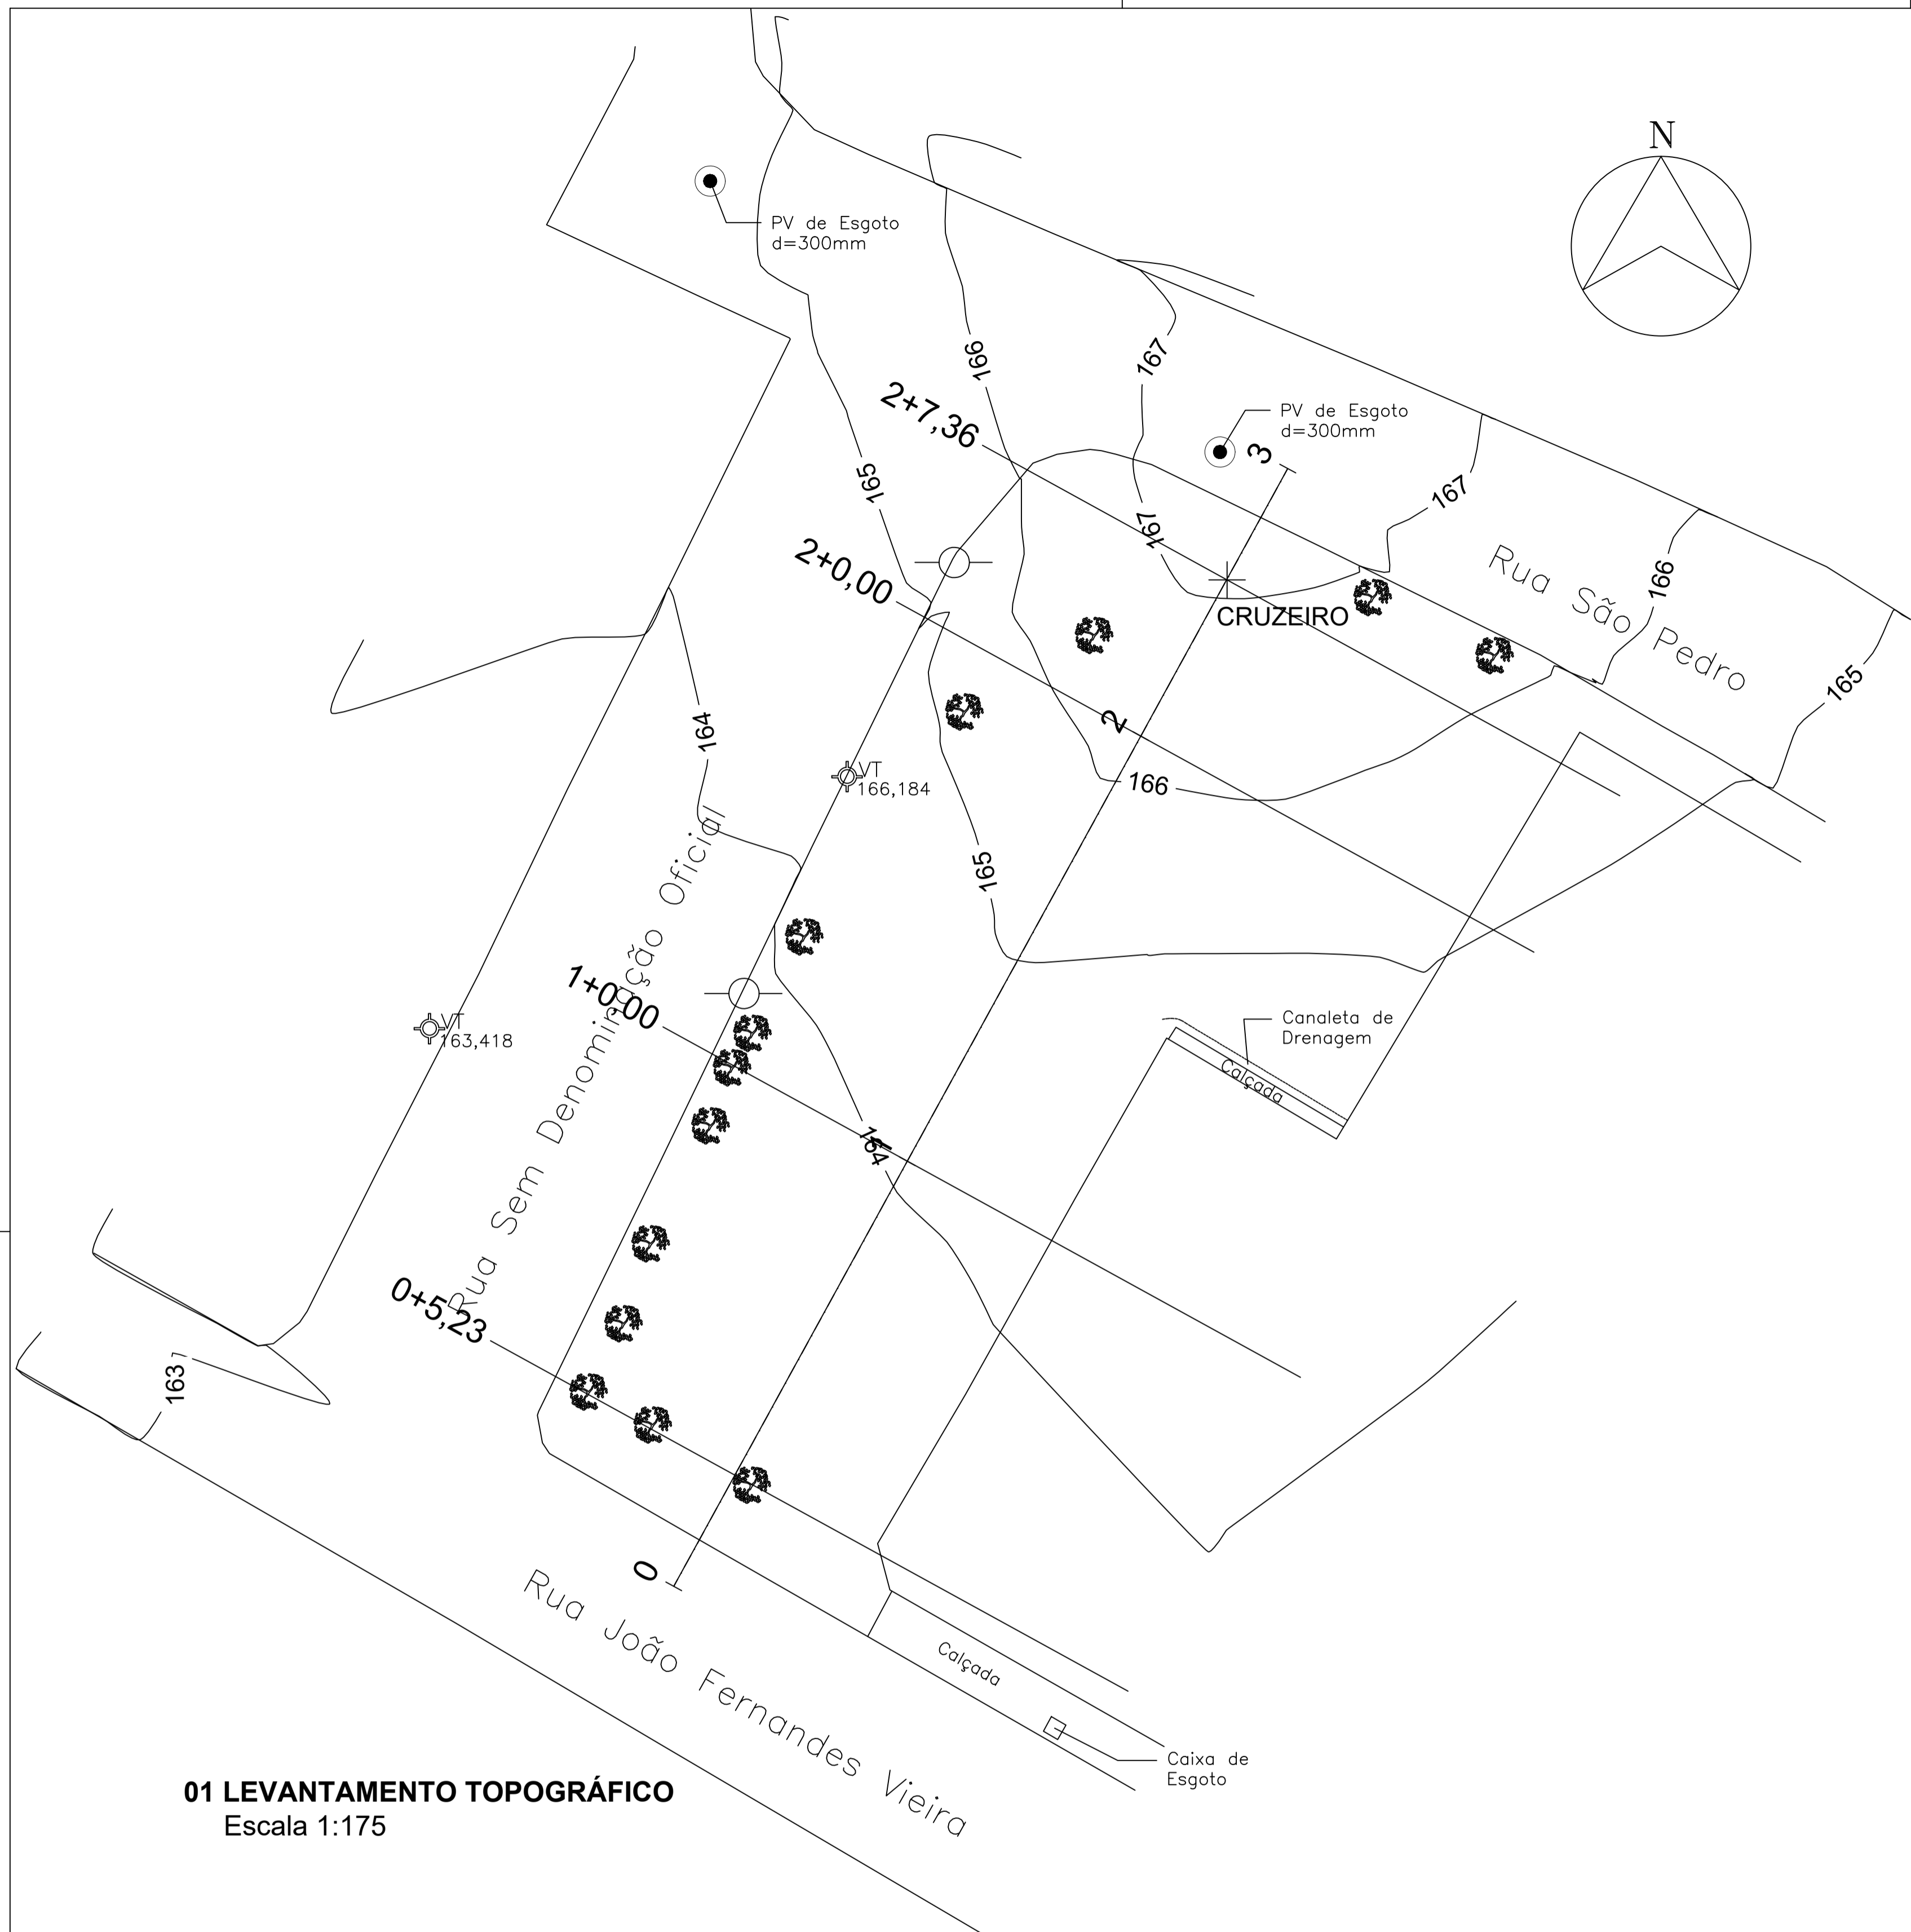 N
PV de Esgoto
d=300mm
166
167
2+7,36
PV de Esgoto
d=300mm
3
165
167
167
2+0,00
Rua São Pedro
166
CRUZEIRO
165
164
2
VT
166,184
166
165
Rua Sem Denominação Oficial
1+0,00
VT
163,418
Canaleta de
Drenagem
Calçada
1
164
0+5,23
163
0
Rua João Fernandes Vieira
Calçada
Caixa de
Esgoto
01 LEVANTAMENTO TOPOGRÁFICO
Escala 1:175